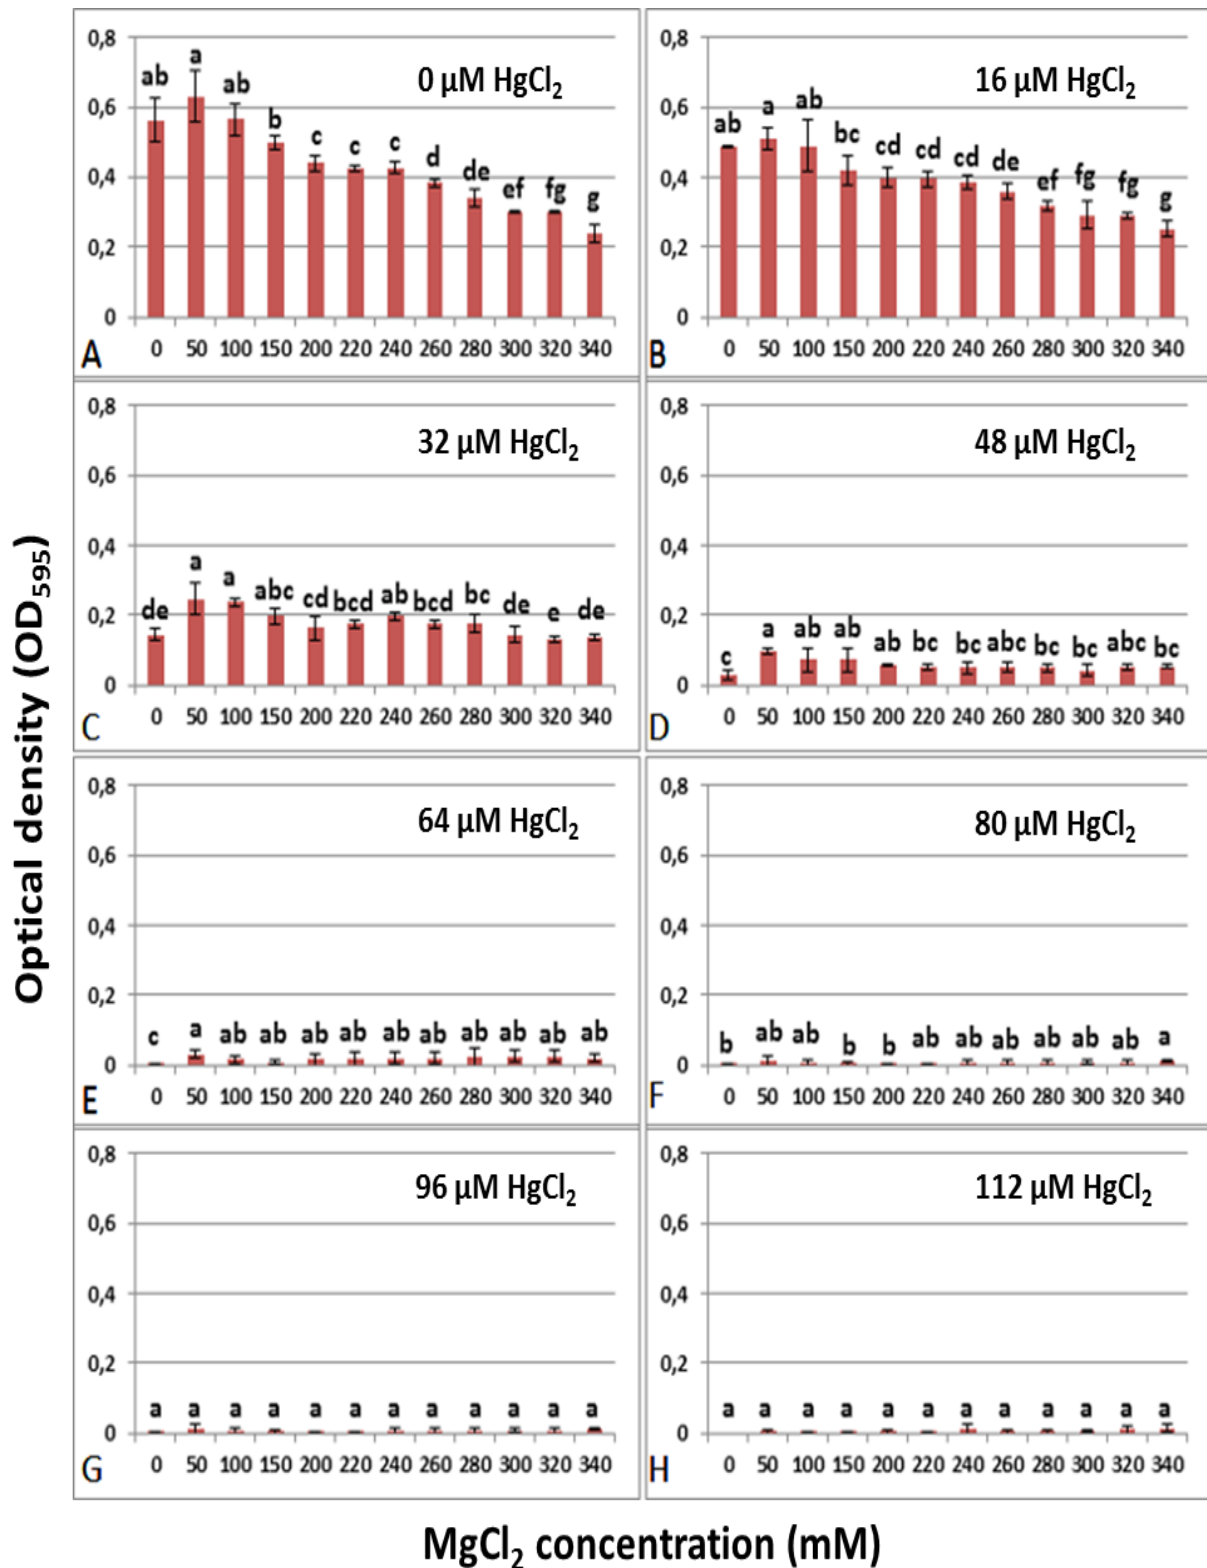 Optical density (OD595)
0,8
0,6
0,4
0,2
0
0 µM HgCl2
ab a ab b c c c d de ef fg g
0 50 100 150 200 220 240 260 280 300 320 340
A
0,8
0,6
0,4
0,2
0
16 µM HgCl2
ab a ab bc cd cd cd de ef fg fg g
0 50 100 150 200 220 240 260 280 300 320 340
B
0,8
0,6
0,4
0,2
0
32 µM HgCl2
de a a abc cd bcd ab bcd bc de e de
0 50 100 150 200 220 240 260 280 300 320 340
C
0,8
0,6
0,4
0,2
0
48 µM HgCl2
c a ab ab ab bc bc abc bc bc abc bc
0 50 100 150 200 220 240 260 280 300 320 340
D
0,8
0,6
0,4
0,2
0
64 µM HgCl2
c a ab ab ab ab ab ab ab ab ab ab
0 50 100 150 200 220 240 260 280 300 320 340
E
0,8
0,6
0,4
0,2
0
80 µM HgCl2
b ab ab b b ab ab ab ab ab ab a
0 50 100 150 200 220 240 260 280 300 320 340
F
0,8
0,6
0,4
0,2
0
96 µM HgCl2
a a a a a a a a a a a a
0 50 100 150 200 220 240 260 280 300 320 340
G
0,8
0,6
0,4
0,2
0
112 µM HgCl2
a a a a a a a a a a a a
0 50 100 150 200 220 240 260 280 300 320 340
H
MgCl2 concentration (mM)